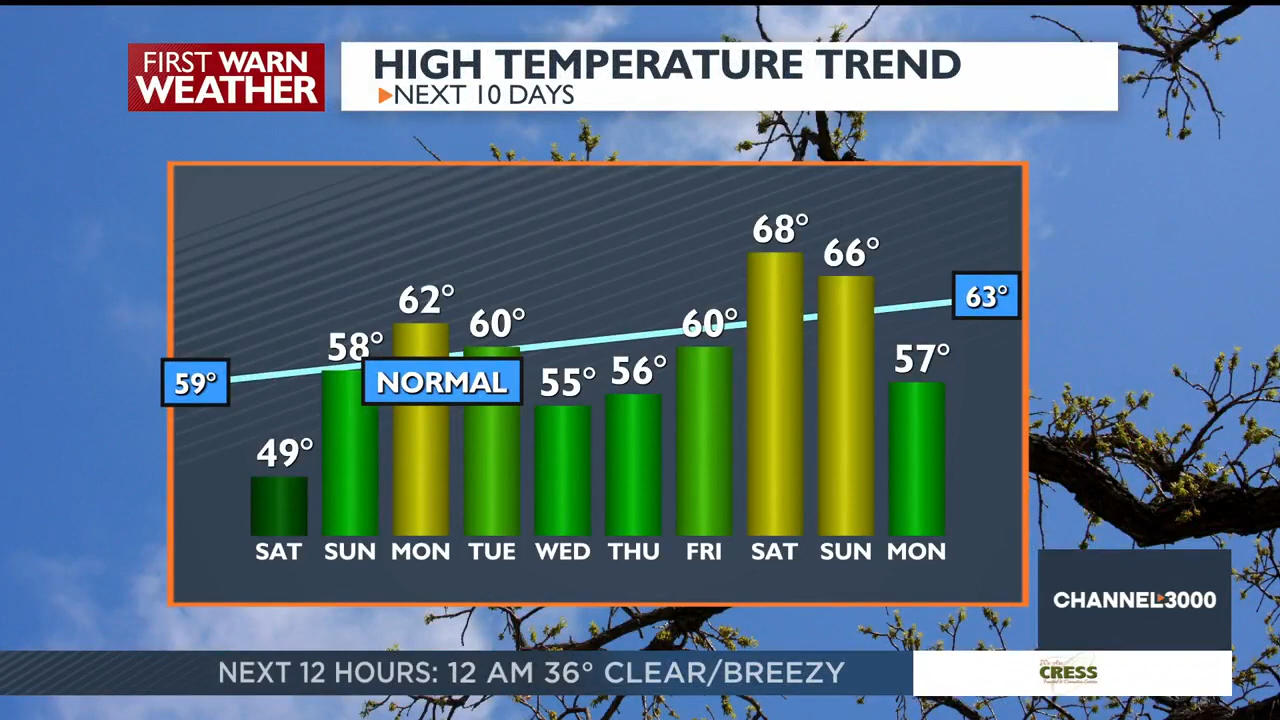 FIRST WARN
WEATHER
HIGH TEMPERATURE TREND
NEXT 10 DAYS
68°
66°
63°
62°
60°
60°
58°
57°
59°
NORMAL
55°
56°
49°
SAT SUN MON TUE WED THU FRI SAT SUN MON
CHANNEL3000
NEXT 12 HOURS: 12 AM 36° CLEAR/BREEZY
CRESS